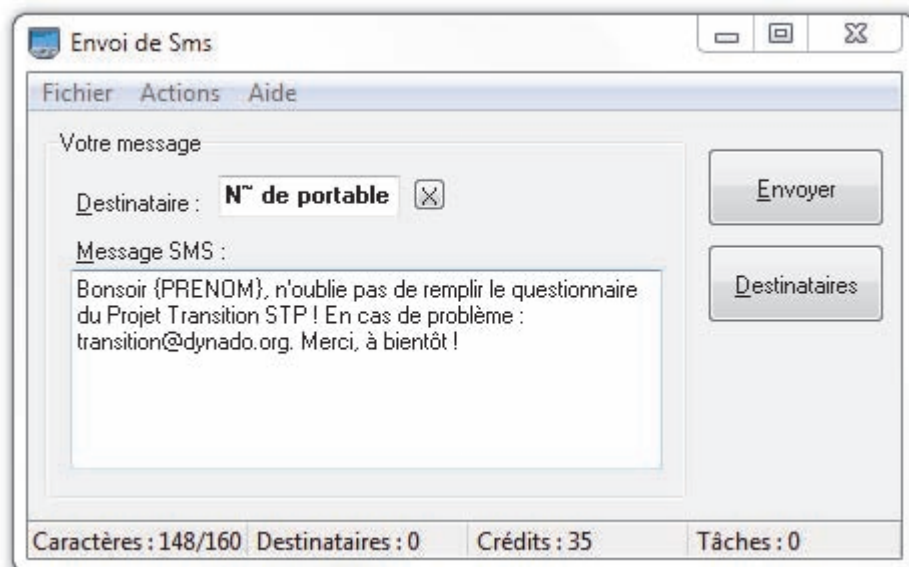 Envoi de Sms
Fichier Actions Aide
Votre message
Destinataire : N~ de portable X
Envoyer
Message SMS :
Destinataires
Bonsoir {PRENOM}, n'oublie pas de remplir le questionnaire
du Projet Transition STP ! En cas de problème :
transition@dynado.org. Merci, à bientôt !
Caractères : 148/160 Destinataires : 0 Crédits : 35 Tâches : 0